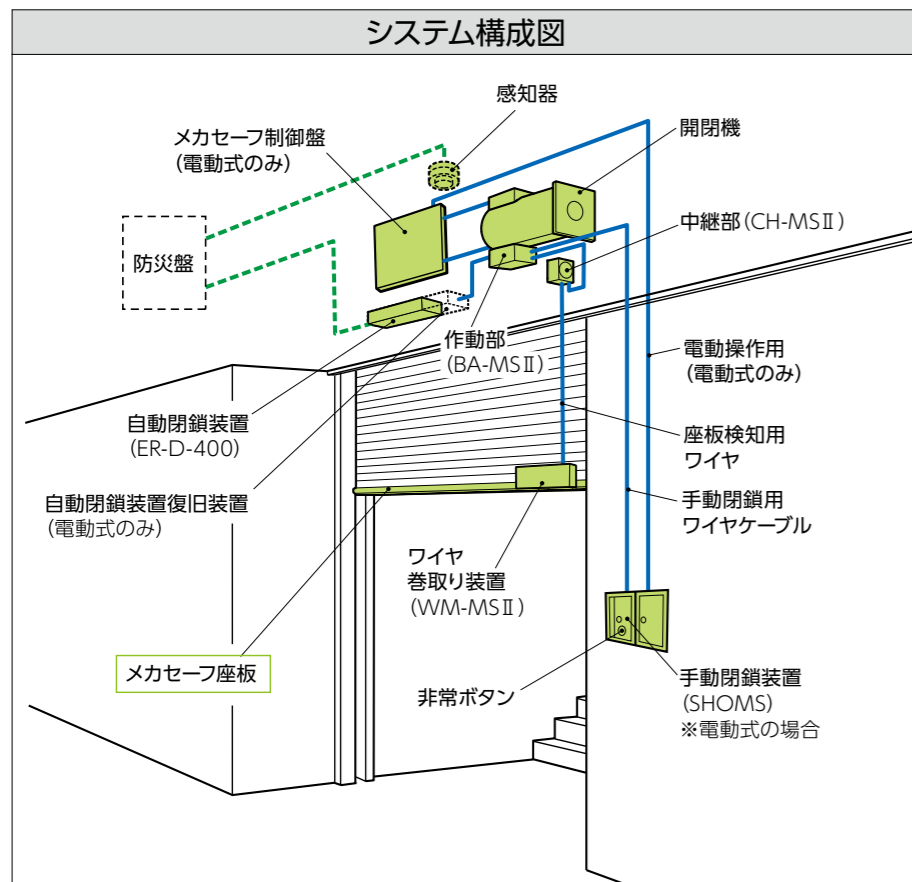 システム構成図
感知器
メカセーフ制御盤
(電動式のみ)
開閉機
中継部(CH-MSⅡ)
防災盤
作動部
(BA-MSⅡ)
電動操作用
(電動式のみ)
自動閉鎖装置
(ER-D-400)
座板検知用
ワイヤ
自動閉鎖装置復旧装置
(電動式のみ)
手動閉鎖用
ワイヤケーブル
ワイヤ
巻取り装置
(WM-MSⅡ)
メカセーフ座板
非常ボタン
手動閉鎖装置
(SHOMS)
※電動式の場合